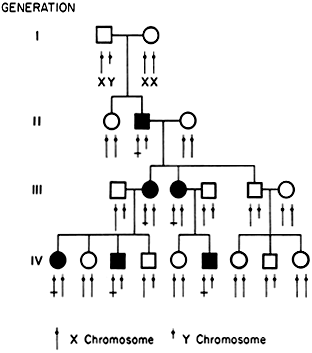 GENERATION
I
XY XX
II
III
IV
X Chromosome Y Chromosome